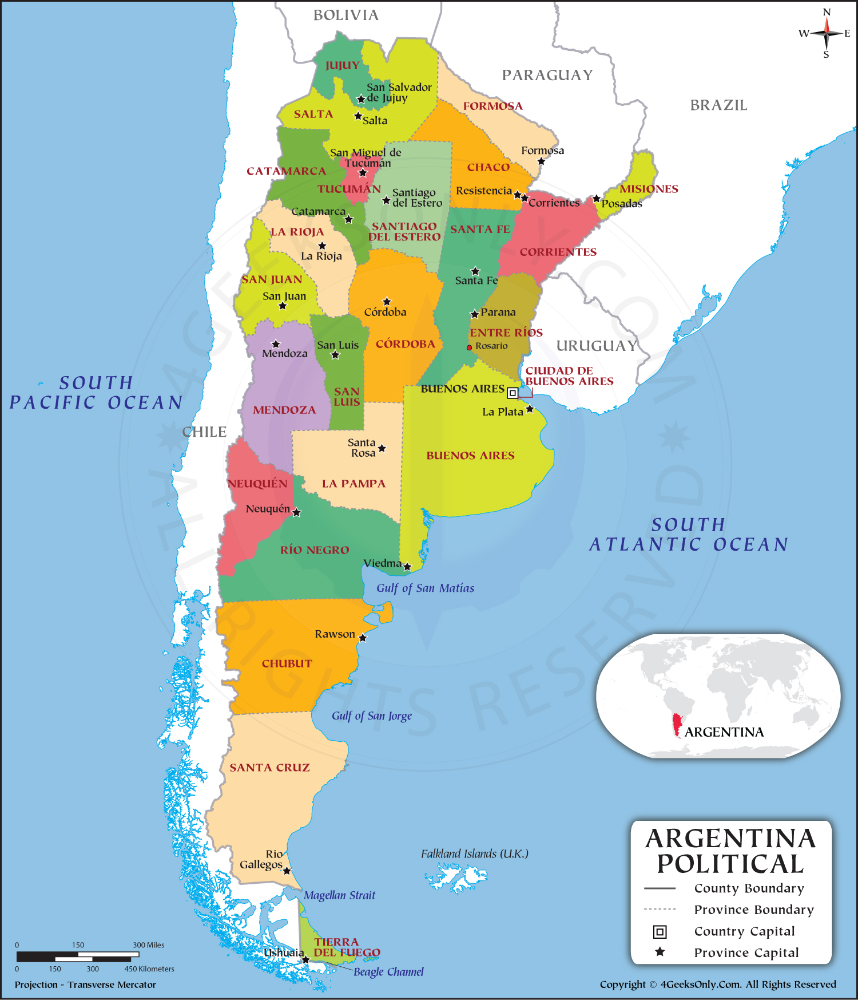 BOLIVIA
N
W
E
S
PARAGUAY
BRAZIL
JUJUY
San Salvador
de Jujuy
SALTA
Salta
FORMOSA
Formosa
San Miguel de
Tucumán
CATAMARCA
TUCUMÁN
CHACO
Resistencia
Corrientes
MISIONES
Posadas
Santiago
del Estero
Catamarca
LA RIOJA
La Rioja
SANTIAGO
DEL ESTERO
SANTA FE
CORRIENTES
SAN JUAN
San Juan
Santa Fe
Córdoba
Parana
ENTRE RÍOS
Rosario
URUGUAY
Mendoza
San Luis
CÓRDOBA
CIUDAD DE
BUENOS AIRES
SOUTH
PACIFIC OCEAN
MENDOZA
SAN
LUIS
BUENOS AIRES
La Plata
CHILE
Santa
Rosa
BUENOS AIRES
NEUQUÉN
LA PAMPA
Neuquén
SOUTH
ATLANTIC OCEAN
RÍO NEGRO
Viedma
Gulf of San Matías
Rawson
CHUBUT
Gulf of San Jorge
ARGENTINA
SANTA CRUZ
Rio
Gallegos
Falkland Islands (U.K.)
Magellan Strait
TIERRA
DEL FUEGO
Ushuaia
Beagle Channel
ARGENTINA
POLITICAL
County Boundary
Province Boundary
Country Capital
Province Capital
0 150 300 Miles
0 150 300 450 Kilometers
Projection - Transverse Mercator
Copyright © 4GeeksOnly.Com. All Rights Reserved
4GEEKSONLY.COM
ALL RIGHTS RESERVED